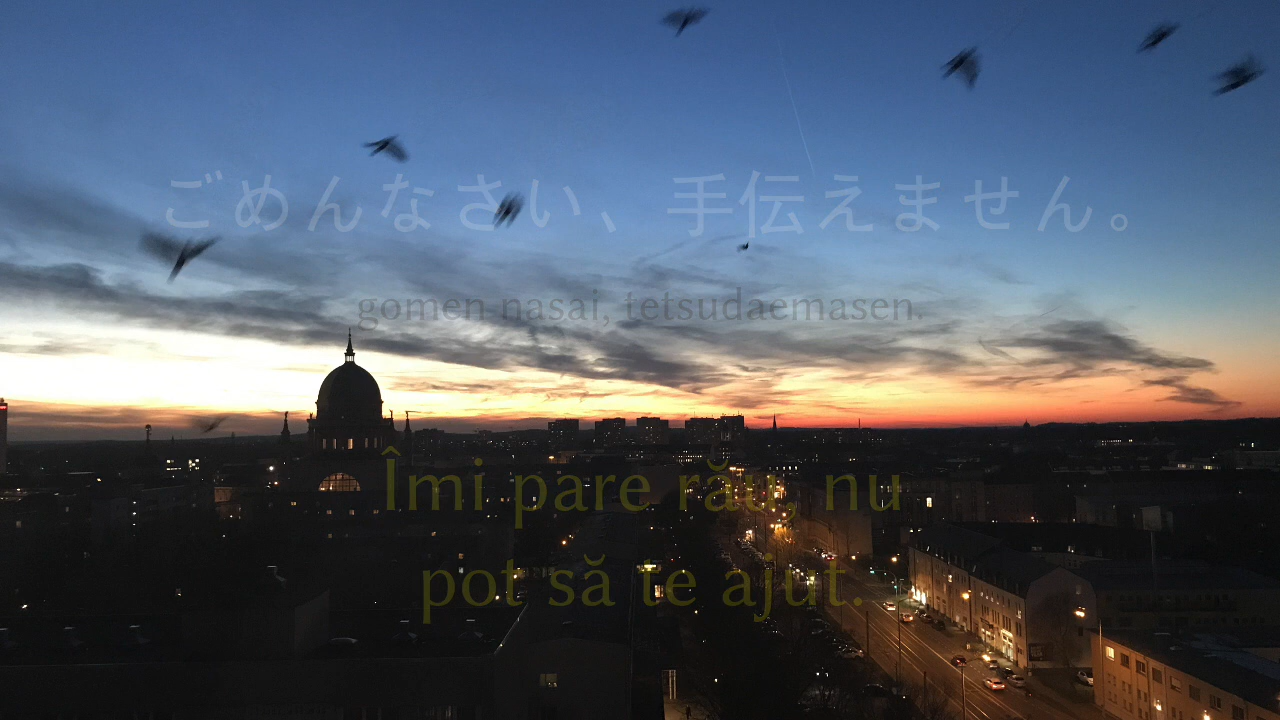 ごめんなさい、手伝えません。
gomen nasai, tetsudaemasen.
Îmi pare rău, nu
pot să te ajut.